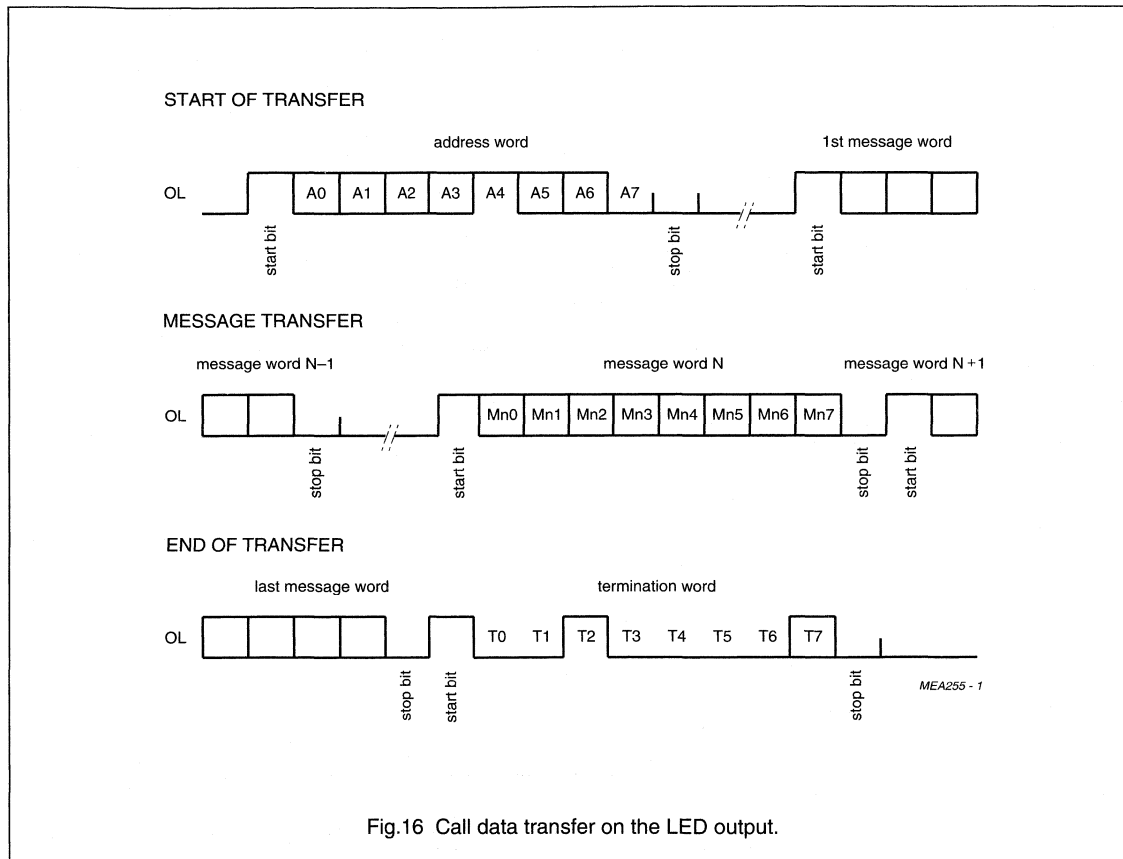 START OF TRANSFER
address word
1st message word
OL
A0 A1 A2 A3 A4 A5 A6 A7
start bit
stop bit
start bit
MESSAGE TRANSFER
message word N–1
message word N
message word N +1
OL
Mn0 Mn1 Mn2 Mn3 Mn4 Mn5 Mn6 Mn7
stop bit
start bit
stop bit
start bit
END OF TRANSFER
last message word
termination word
OL
T0 T1 T2 T3 T4 T5 T6 T7
stop bit
start bit
stop bit
MEA255 - 1
Fig.16 Call data transfer on the LED output.